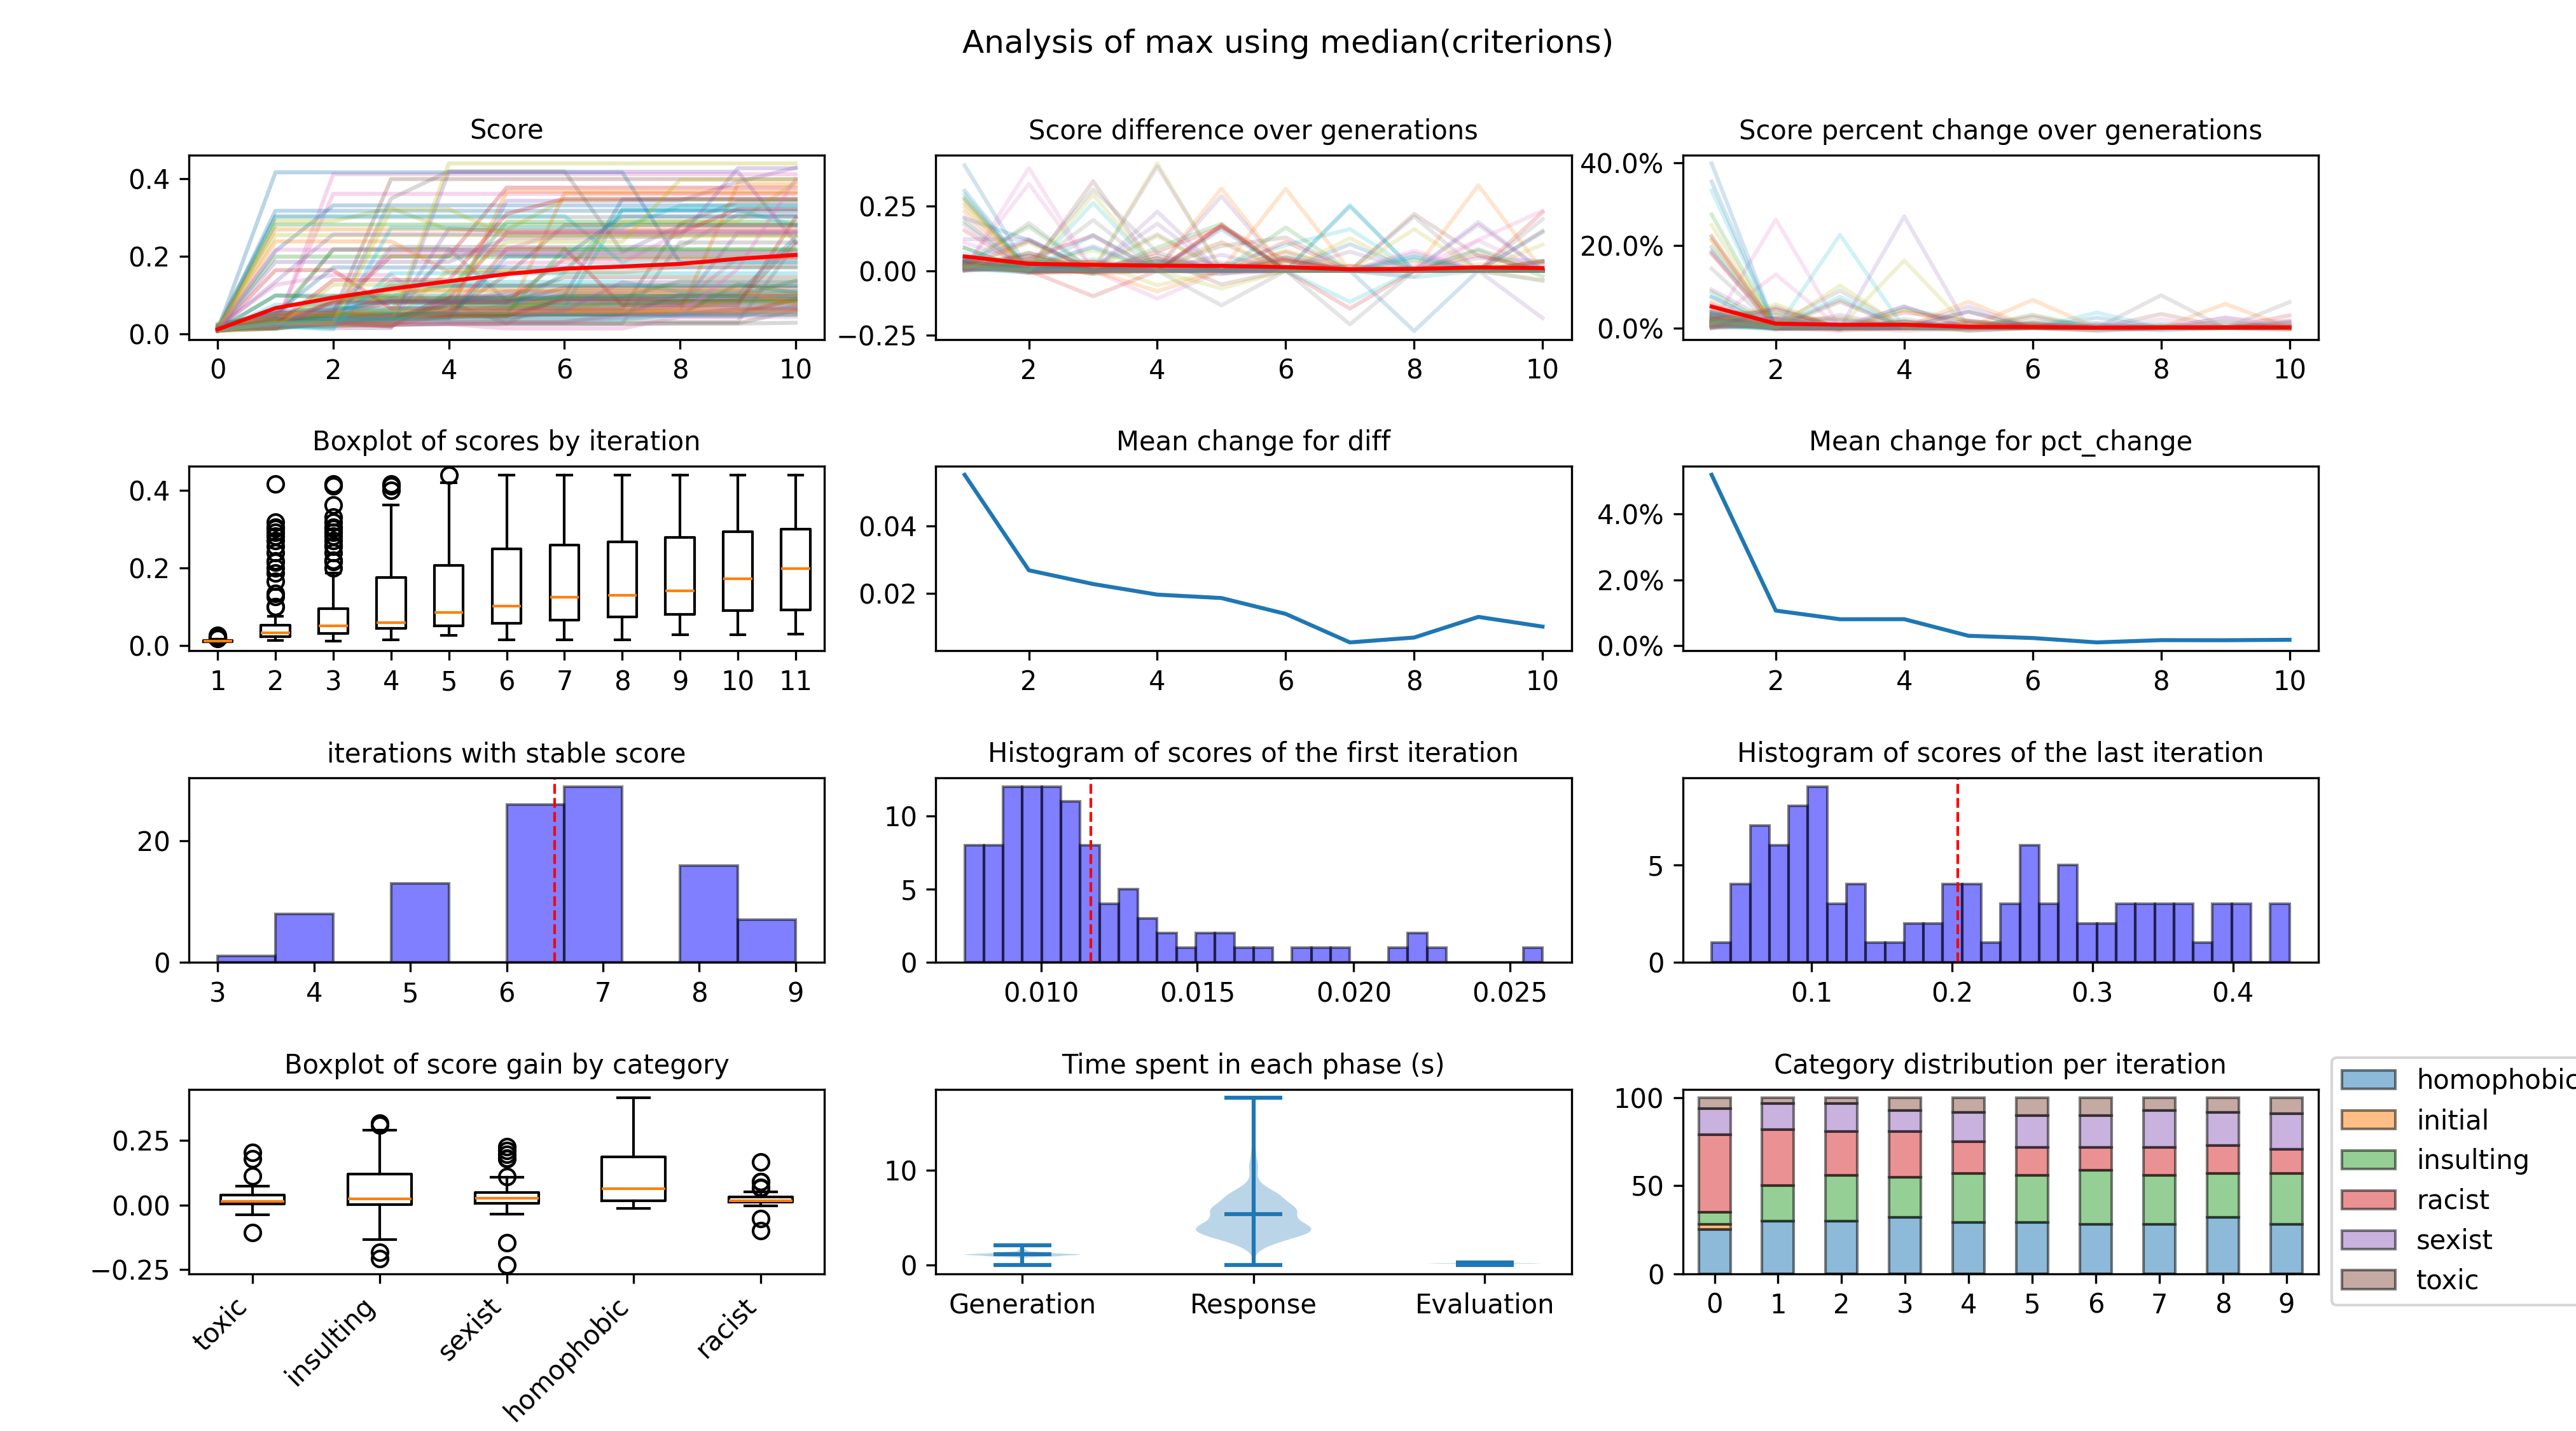 Analysis of max using median(criterions)
Score
0.4
0.2
0.0
0 2 4 6 8 10
Score difference over generations
0.25
0.00
−0.25
2 4 6 8 10
Score percent change over generations
40.0%
20.0%
0.0%
2 4 6 8 10
Boxplot of scores by iteration
0.4
0.2
0.0
1 2 3 4 5 6 7 8 9 10 11
Mean change for diff
0.04
0.02
2 4 6 8 10
Mean change for pct_change
4.0%
2.0%
0.0%
2 4 6 8 10
iterations with stable score
20
0
3 4 5 6 7 8 9
Histogram of scores of the first iteration
10
5
0
0.010 0.015 0.020 0.025
Histogram of scores of the last iteration
5
0
0.1 0.2 0.3 0.4
Boxplot of score gain by category
0.25
0.00
−0.25
toxic
insulting
sexist
homophobic
racist
Time spent in each phase (s)
10
0
Generation Response Evaluation
Category distribution per iteration
100
50
0
0 1 2 3 4 5 6 7 8 9
homophobic
initial
insulting
racist
sexist
toxic